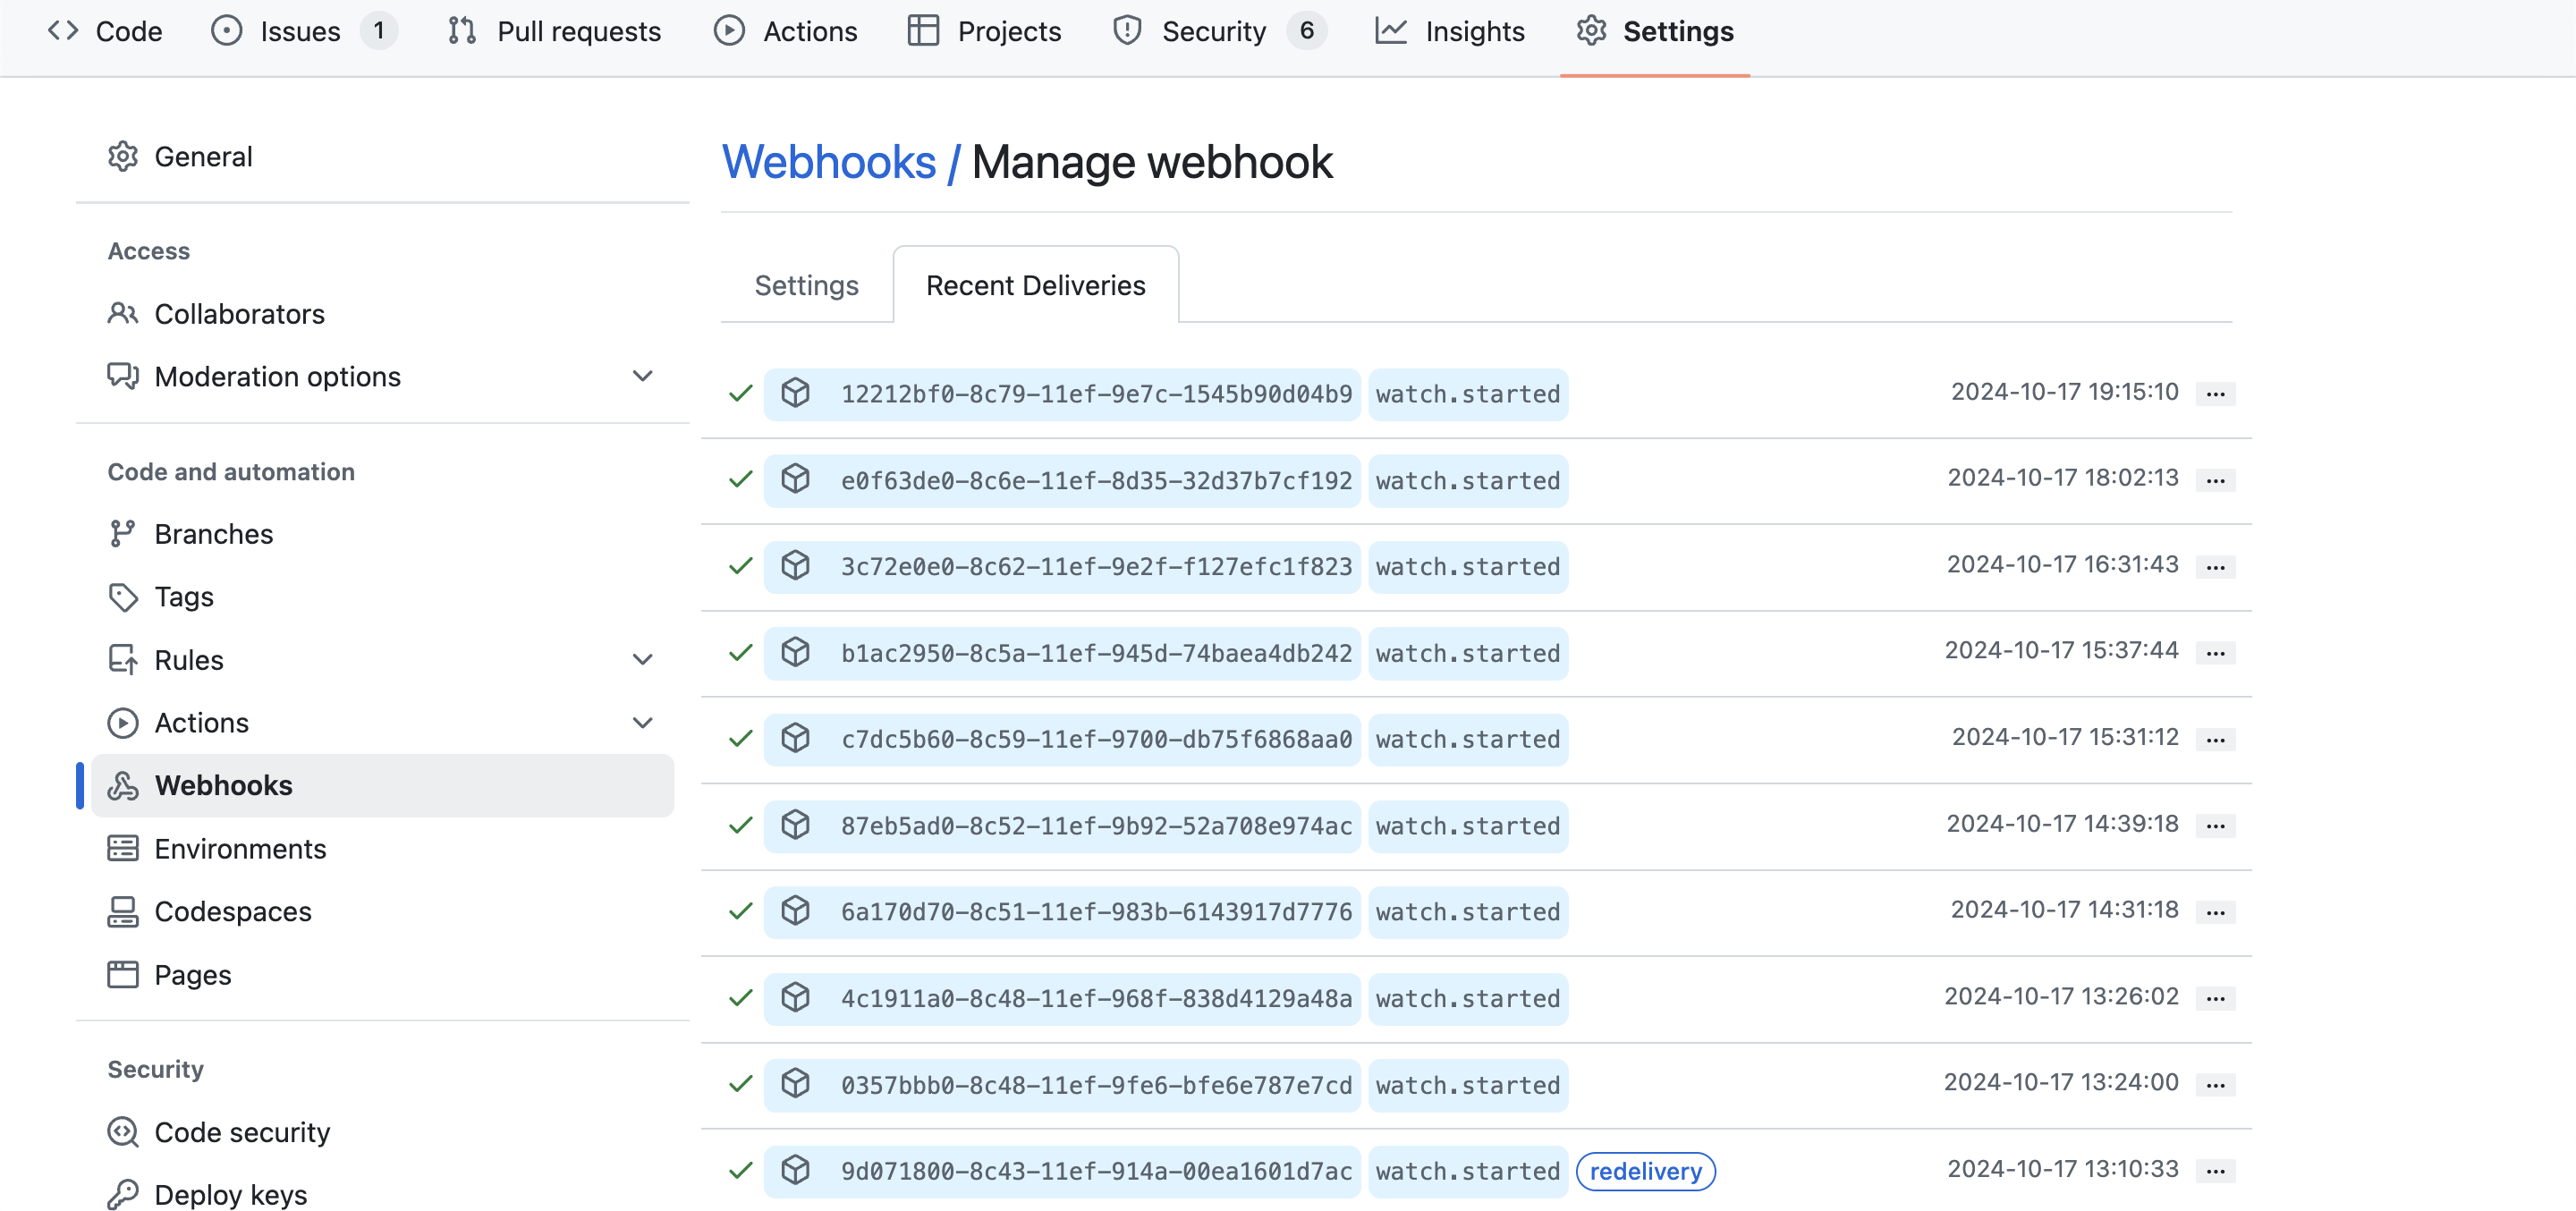 Code Issues 1 Pull requests Actions Projects Security 6 Insights Settings
General
Access
Collaborators
Moderation options
Code and automation
Branches
Tags
Rules
Actions
Webhooks
Environments
Codespaces
Pages
Security
Code security
Deploy keys
Webhooks / Manage webhook
Settings Recent Deliveries
12212bf0-8c79-11ef-9e7c-1545b90d04b9 watch.started 2024-10-17 19:15:10 ...
e0f63de0-8c6e-11ef-8d35-32d37b7cf192 watch.started 2024-10-17 18:02:13 ...
3c72e0e0-8c62-11ef-9e2f-f127efc1f823 watch.started 2024-10-17 16:31:43 ...
b1ac2950-8c5a-11ef-945d-74baea4db242 watch.started 2024-10-17 15:37:44 ...
c7dc5b60-8c59-11ef-9700-db75f6868aa0 watch.started 2024-10-17 15:31:12 ...
87eb5ad0-8c52-11ef-9b92-52a708e974ac watch.started 2024-10-17 14:39:18 ...
6a170d70-8c51-11ef-983b-6143917d7776 watch.started 2024-10-17 14:31:18 ...
4c1911a0-8c48-11ef-968f-838d4129a48a watch.started 2024-10-17 13:26:02 ...
0357bbb0-8c48-11ef-9fe6-bfe6e787e7cd watch.started 2024-10-17 13:24:00 ...
9d071800-8c43-11ef-914a-00ea1601d7ac watch.started redelivery 2024-10-17 13:10:33 ...